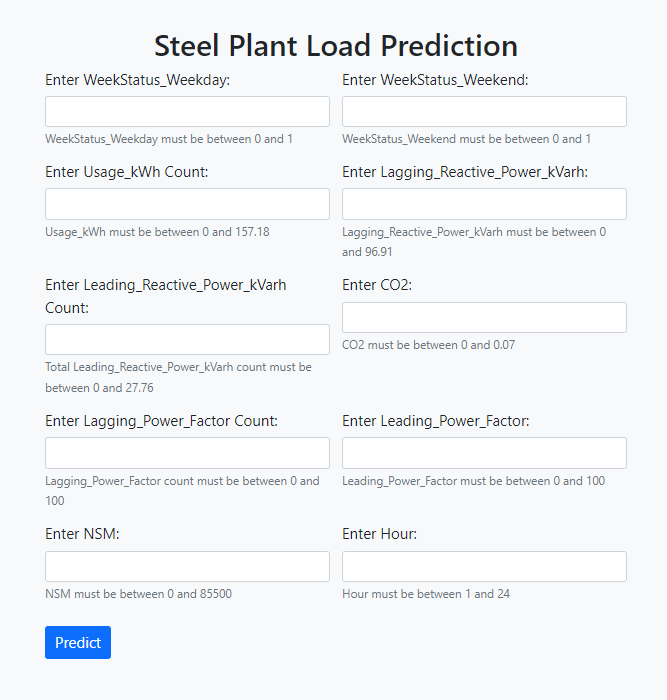 Steel Plant Load Prediction
Enter WeekStatus_Weekday:
WeekStatus_Weekday must be between 0 and 1
Enter WeekStatus_Weekend:
WeekStatus_Weekend must be between 0 and 1
Enter Usage_kWh Count:
Usage_kWh must be between 0 and 157.18
Enter Lagging_Reactive_Power_kVarh:
Lagging_Reactive_Power_kVarh must be between 0
and 96.91
Enter Leading_Reactive_Power_kVarh
Count:
Total Leading_Reactive_Power_kVarh count must be
between 0 and 27.76
Enter CO2:
CO2 must be between 0 and 0.07
Enter Lagging_Power_Factor Count:
Lagging_Power_Factor count must be between 0 and
100
Enter Leading_Power_Factor:
Leading_Power_Factor must be between 0 and 100
Enter NSM:
NSM must be between 0 and 85500
Enter Hour:
Hour must be between 1 and 24
Predict